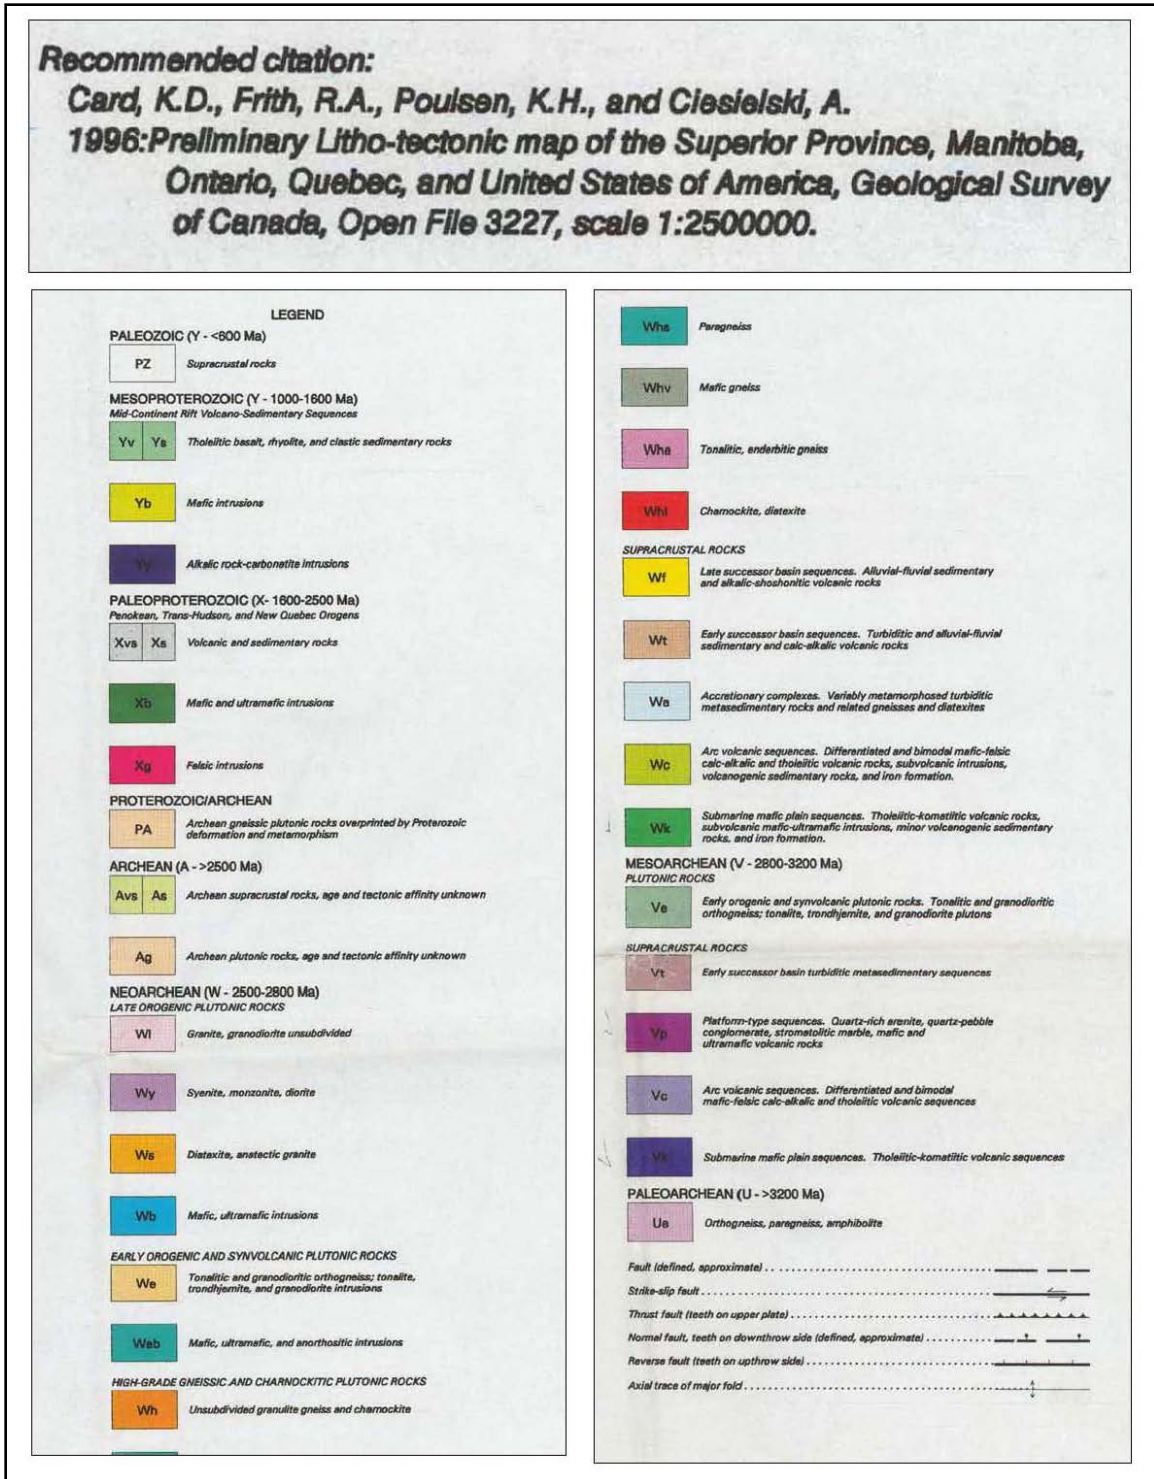 Recommended citation:
Card, K.D., Frith, R.A., Poulsen, K.H., and Ciesielski, A.
1996:Preliminary Litho-tectonic map of the Superior Province, Manitoba,
Ontario, Quebec, and United States of America, Geological Survey
of Canada, Open File 3227, scale 1:2500000.
LEGEND
PALEOZOIC (Y - <600 Ma)
PZ Supracrustal rocks
MESOPROTEROZOIC (Y - 1000-1600 Ma)
Mid-Continent Rift Volcano-Sedimentary Sequences
Yv Ys Tholeiitic basalt, rhyolite, and clastic sedimentary rocks
Yb Mafic intrusions
Yy Alkalic rock-carbonatite intrusions
PALEOPROTEROZOIC (X- 1600-2500 Ma)
Penokean, Trans-Hudson, and New Quebec Orogens
Xvs Xs Volcanic and sedimentary rocks
Xb Mafic and ultramafic intrusions
Xg Felsic intrusions
PROTEROZOIC/ARCHEAN
PA Archean gneissic plutonic rocks overprinted by Proterozoic
deformation and metamorphism
ARCHEAN (A - >2500 Ma)
Avs As Archean supracrustal rocks, age and tectonic affinity unknown
Ag Archean plutonic rocks, age and tectonic affinity unknown
NEOARCHEAN (W - 2500-2800 Ma)
LATE OROGENIC PLUTONIC ROCKS
Wl Granite, granodiorite unsubdivided
Wy Syenite, monzonite, diorite
Ws Diatexite, anatectic granite
Wb Mafic, ultramafic intrusions
EARLY OROGENIC AND SYNVOLCANIC PLUTONIC ROCKS
We Tonalitic and granodioritic orthogneiss; tonalite,
trondhjemite, and granodiorite intrusions
Web Mafic, ultramafic, and anorthositic intrusions
HIGH-GRADE GNEISSIC AND CHARNOCKITIC PLUTONIC ROCKS
Wh Unsubdivided granulite gneiss and charnockite
Whs Paragneiss
Whv Mafic gneiss
Whe Tonalitic, enderbitic gneiss
Whl Charnockite, diatexite
SUPRACRUSTAL ROCKS
Wf Late successor basin sequences. Alluvial-fluvial sedimentary
and alkalic-shoshonitic volcanic rocks
Wt Early successor basin sequences. Turbiditic and alluvial-fluvial
sedimentary and calc-alkalic volcanic rocks
Wa Accretionary complexes. Variably metamorphosed turbiditic
metasedimentary rocks and related gneisses and diatexites
Wc Arc volcanic sequences. Differentiated and bimodal mafic-felsic
calc-alkalic and tholeiitic volcanic rocks, subvolcanic intrusions,
volcanogenic sedimentary rocks, and iron formation.
Wk Submarine mafic plain sequences. Tholeiitic-komatiitic volcanic rocks,
subvolcanic mafic-ultramafic intrusions, minor volcanogenic sedimentary
rocks, and iron formation.
MESOARCHEAN (V - 2800-3200 Ma)
PLUTONIC ROCKS
Ve Early orogenic and synvolcanic plutonic rocks. Tonalitic and granodioritic
orthogneiss; tonalite, trondhjemite, and granodiorite plutons
SUPRACRUSTAL ROCKS
Vt Early successor basin turbiditic metasedimentary sequences
Vp Platform-type sequences. Quartz-rich arenite, quartz-pebble
conglomerate, stromatolitic marble, mafic and
ultramafic volcanic rocks
Vc Arc volcanic sequences. Differentiated and bimodal
mafic-felsic calc-alkalic and tholeiitic volcanic sequences
Vk Submarine mafic plain sequences. Tholeiitic-komatiitic volcanic sequences
PALEOARCHEAN (U - >3200 Ma)
Ue Orthogneiss, paragneiss, amphibolite
Fault (defined, approximate)
Strike-slip fault
Thrust fault (teeth on upper plate)
Normal fault, teeth on downthrow side (defined, approximate)
Reverse fault (teeth on upthrow side)
Axial trace of major fold